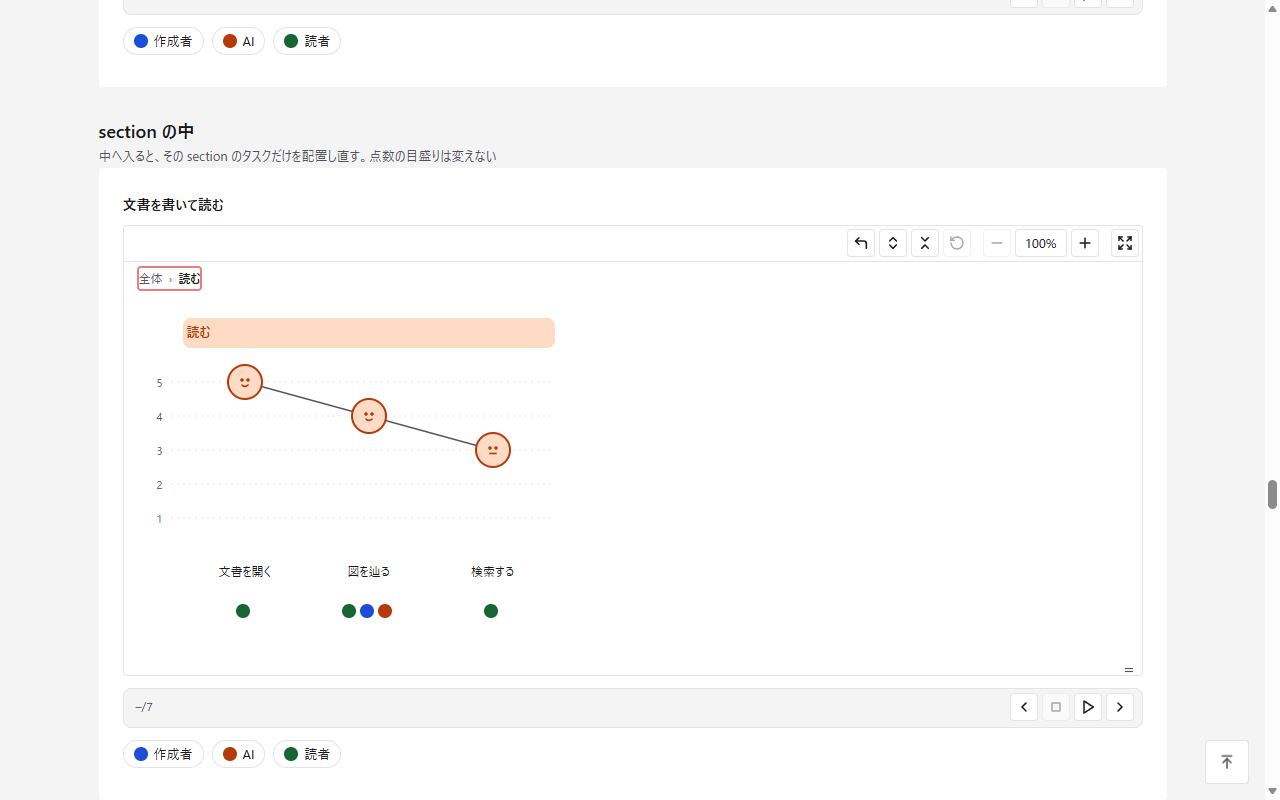 作成者 AI 読者
section の中
中へ入ると、その section のタスクだけを配置し直す。点数の目盛りは変えない
文書を書いて読む
100%
全体 › 読む
読む
5
4
3
2
1
文書を開く 図を辿る 検索する
–/7
作成者 AI 読者